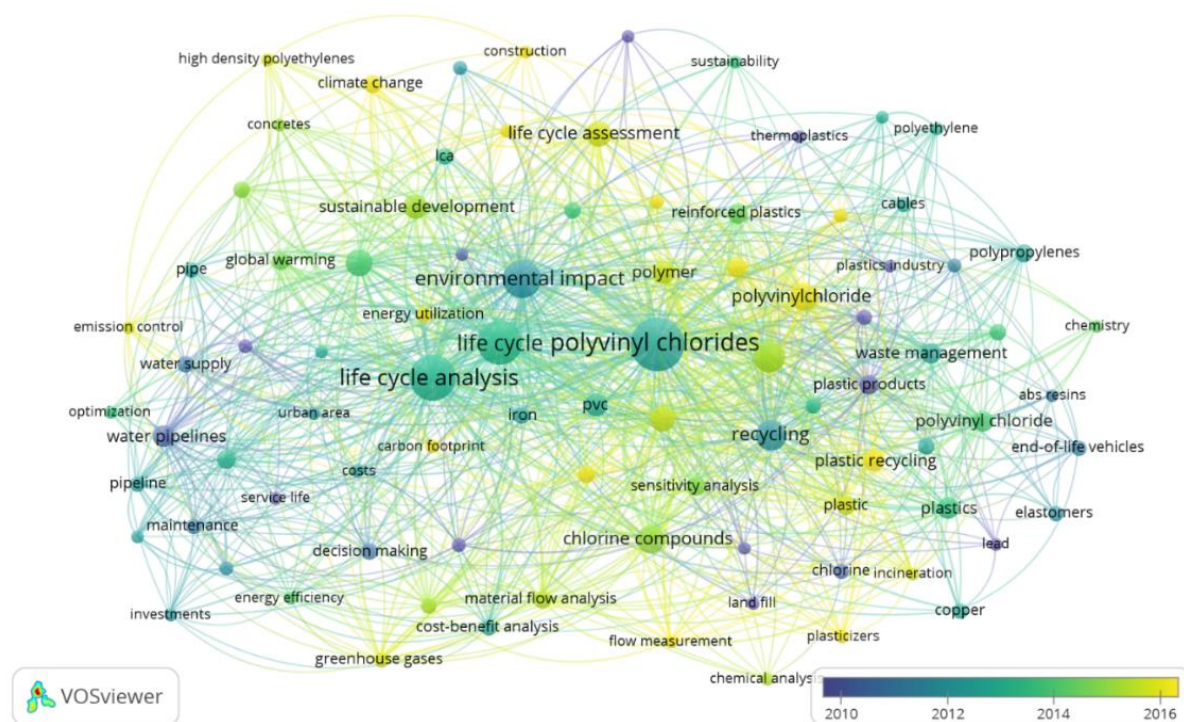 construction
high density polyethylenes
sustainability
climate change
concretes
life cycle assessment
thermoplastics
polyethylene
lca
sustainable development
reinforced plastics
cables
global warming
pipe
environmental impact
polymer
plastics industry
polypropylenes
energy utilization
polyvinylchloride
emission control
chemistry
water supply
life cycle
polyvinyl chlorides
waste management
life cycle analysis
plastic products
abs resins
optimization
urban area
iron
pvc
polyvinyl chloride
water pipelines
carbon footprint
recycling
end-of-life vehicles
pipeline
costs
plastic recycling
service life
sensitivity analysis
plastic
plastics
elastomers
maintenance
decision making
chlorine compounds
lead
chlorine
incineration
energy efficiency
material flow analysis
land fill
copper
investments
cost-benefit analysis
flow measurement
plasticizers
greenhouse gases
chemical analysis
VOSviewer
2010
2012
2014
2016